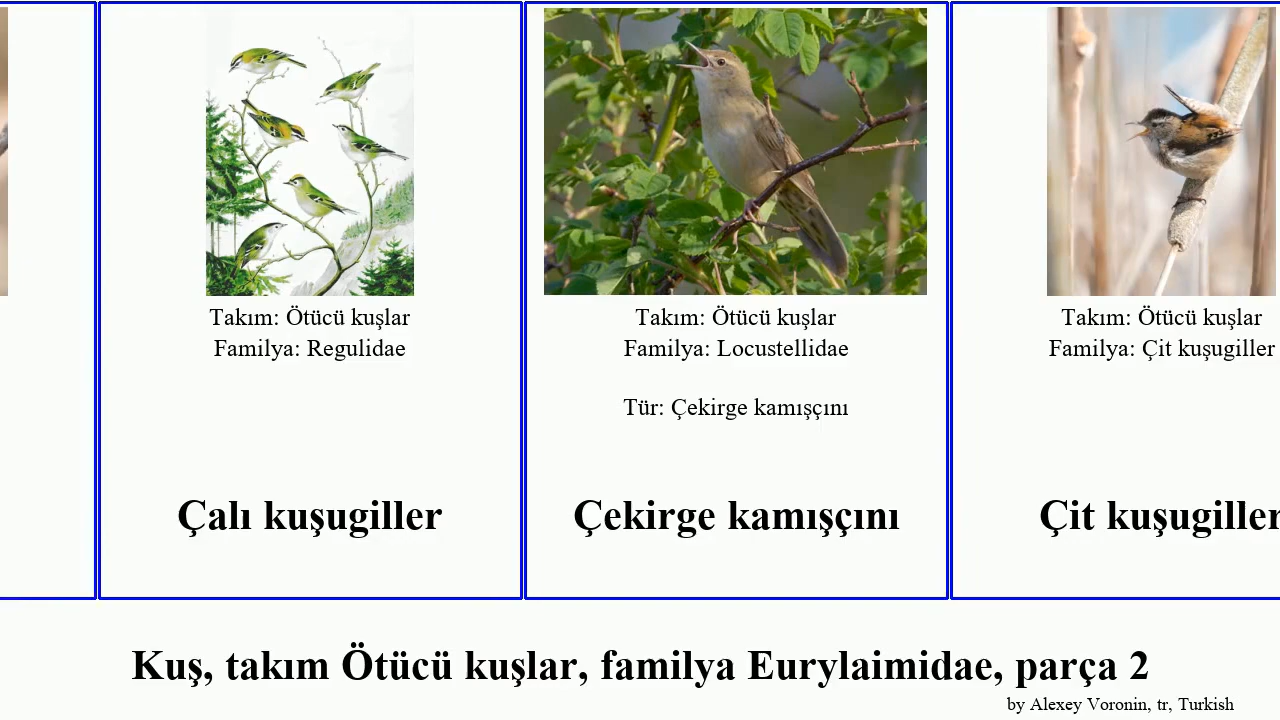 Takım: Ötücü kuşlar
Familya: Regulidae
Çalı kuşugiller
Takım: Ötücü kuşlar
Familya: Locustellidae
Tür: Çekirge kamışçını
Çekirge kamışçını
Takım: Ötücü kuşlar
Familya: Çit kuşugiller
Çit kuşugiller
Kuş, takım Ötücü kuşlar, familya Eurylaimidae, parça 2
by Alexey Voronin, tr, Turkish